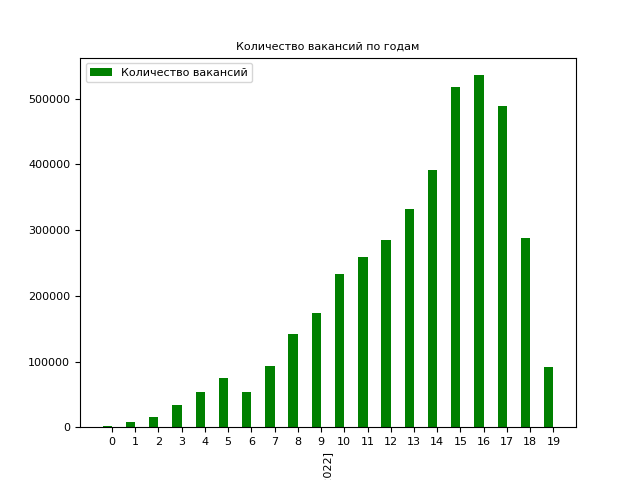 Количество вакансий по годам
Количество вакансий
500000
400000
300000
200000
100000
0
0 1 2 3 4 5 6 7 8 9 10 11 12 13 14 15 16 17 18 19
022]